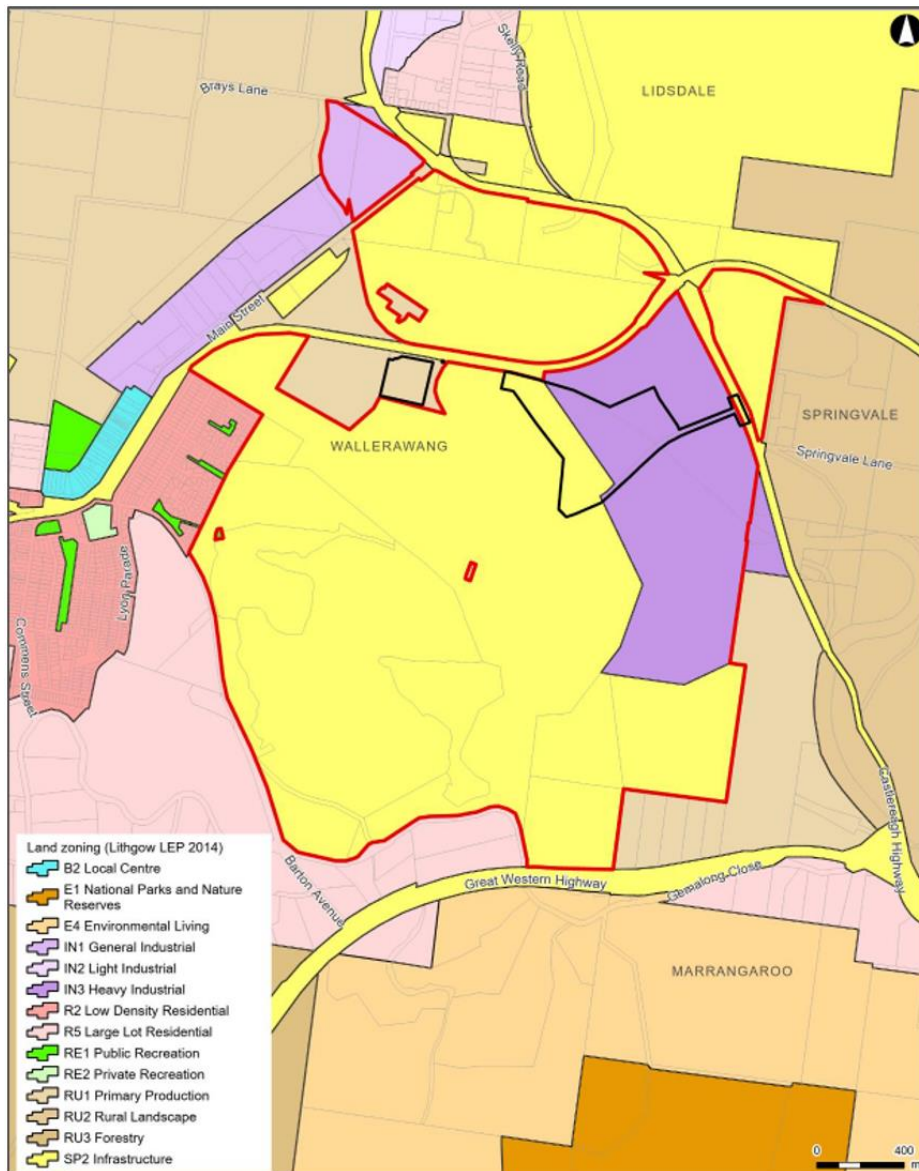 Skelly Road
Brays Lane
LIDSDALE
Main Street
WALLERAWANG
SPRINGVALE
Springvale Lane
Lyon Parade
Commens Street
Castlereagh Highway
Barton Avenue
Great Western Highway
Gemalong Close
MARRANGAROO
Land zoning (Lithgow LEP 2014)
B2 Local Centre
E1 National Parks and Nature
Reserves
E4 Environmental Living
IN1 General Industrial
IN2 Light Industrial
IN3 Heavy Industrial
R2 Low Density Residential
R5 Large Lot Residential
RE1 Public Recreation
RE2 Private Recreation
RU1 Primary Production
RU2 Rural Landscape
RU3 Forestry
SP2 Infrastructure
0 400
m